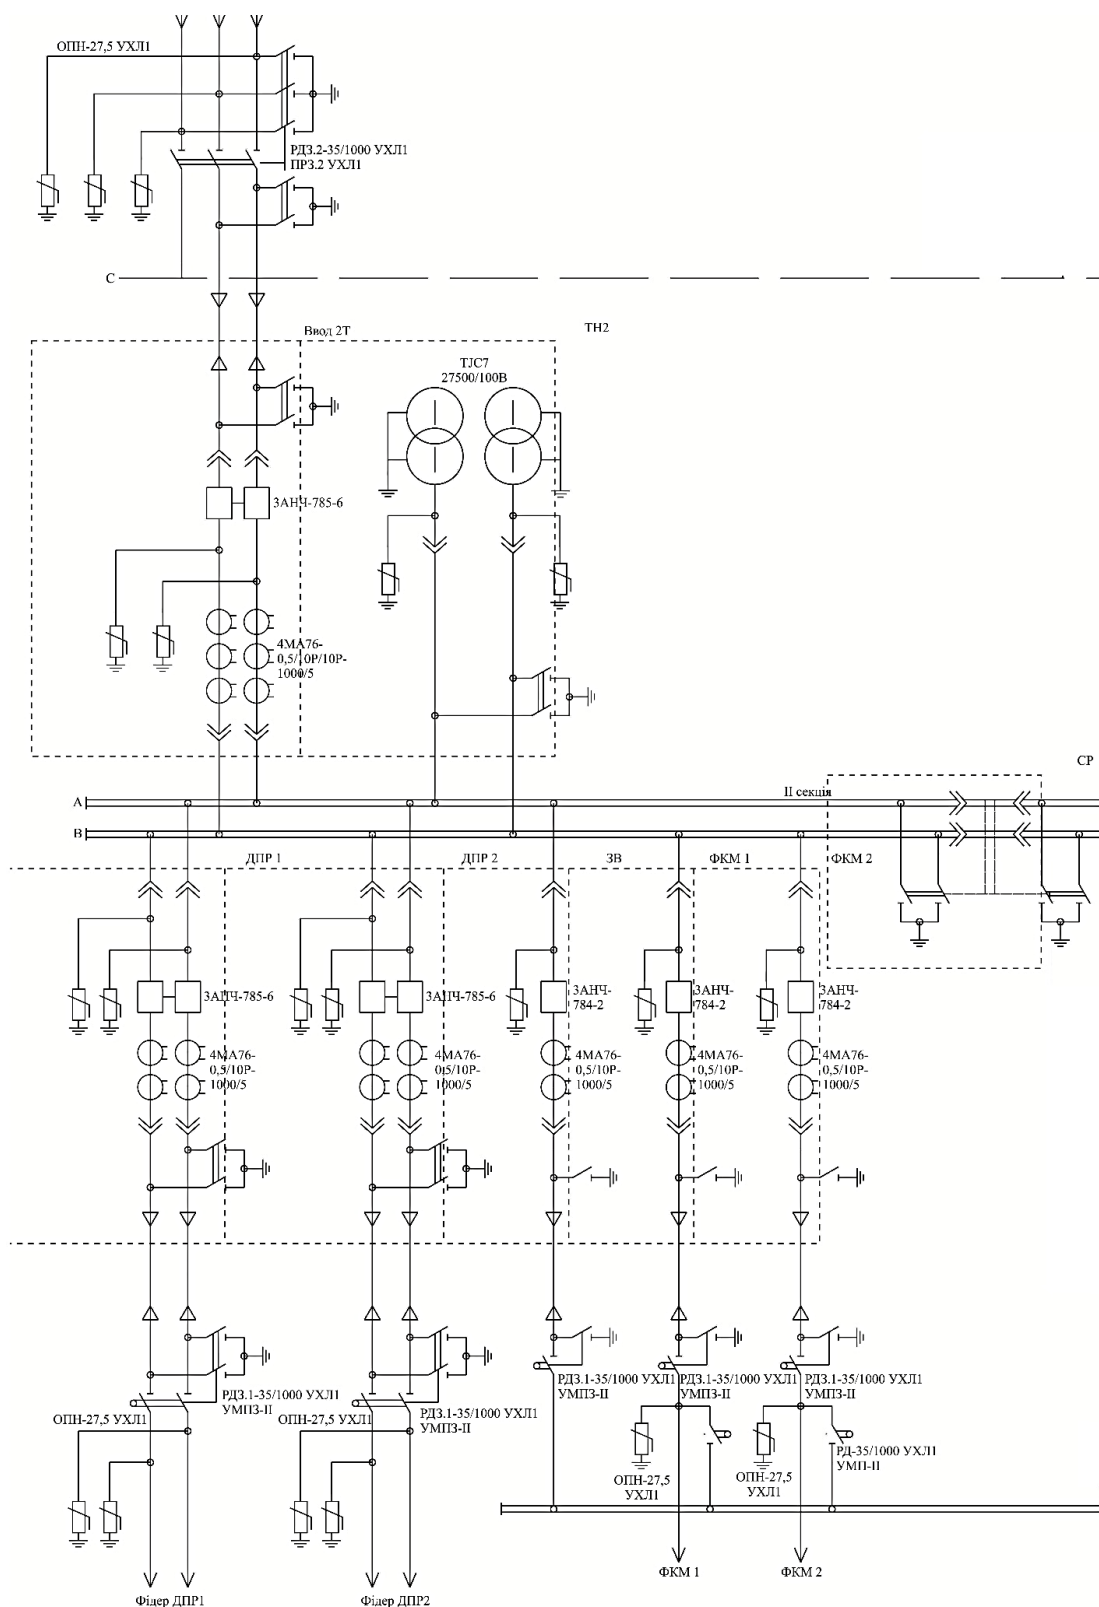 ОПН-27,5 УХЛ1
РДЗ.2-35/1000 УХЛ1
ПРЗ.2 УХЛ1
С
Ввод 2Т
ТН2
TJC7
27500/100В
3АНЧ-785-6
4МА76-
0,5/10Р/10Р-
1000/5
СР
ІІ секція
А
В
ДПР 1
ДПР 2
ЗВ
ФКМ 1
ФКМ 2
3АНЧ-785-6
3АНЧ-785-6
3АНЧ-
784-2
3АНЧ-
784-2
3АНЧ-
784-2
4МА76-
0,5/10Р-
1000/5
4МА76-
0,5/10Р-
1000/5
4МА76-
0,5/10Р-
1000/5
4МА76-
0,5/10Р-
1000/5
4МА76-
0,5/10Р-
1000/5
РДЗ.1-35/1000 УХЛ1
УМПЗ-ІІ
РДЗ.1-35/1000 УХЛ1
УМПЗ-ІІ
РДЗ.1-35/1000 УХЛ1
УМПЗ-ІІ
РДЗ.1-35/1000 УХЛ1
УМПЗ-ІІ
РДЗ.1-35/1000 УХЛ1
УМПЗ-ІІ
ОПН-27,5 УХЛ1
ОПН-27,5 УХЛ1
ОПН-27,5
УХЛ1
ОПН-27,5
УХЛ1
РД-35/1000 УХЛ1
УМП-ІІ
ФКМ 1
ФКМ 2
Фідер ДПР1
Фідер ДПР2